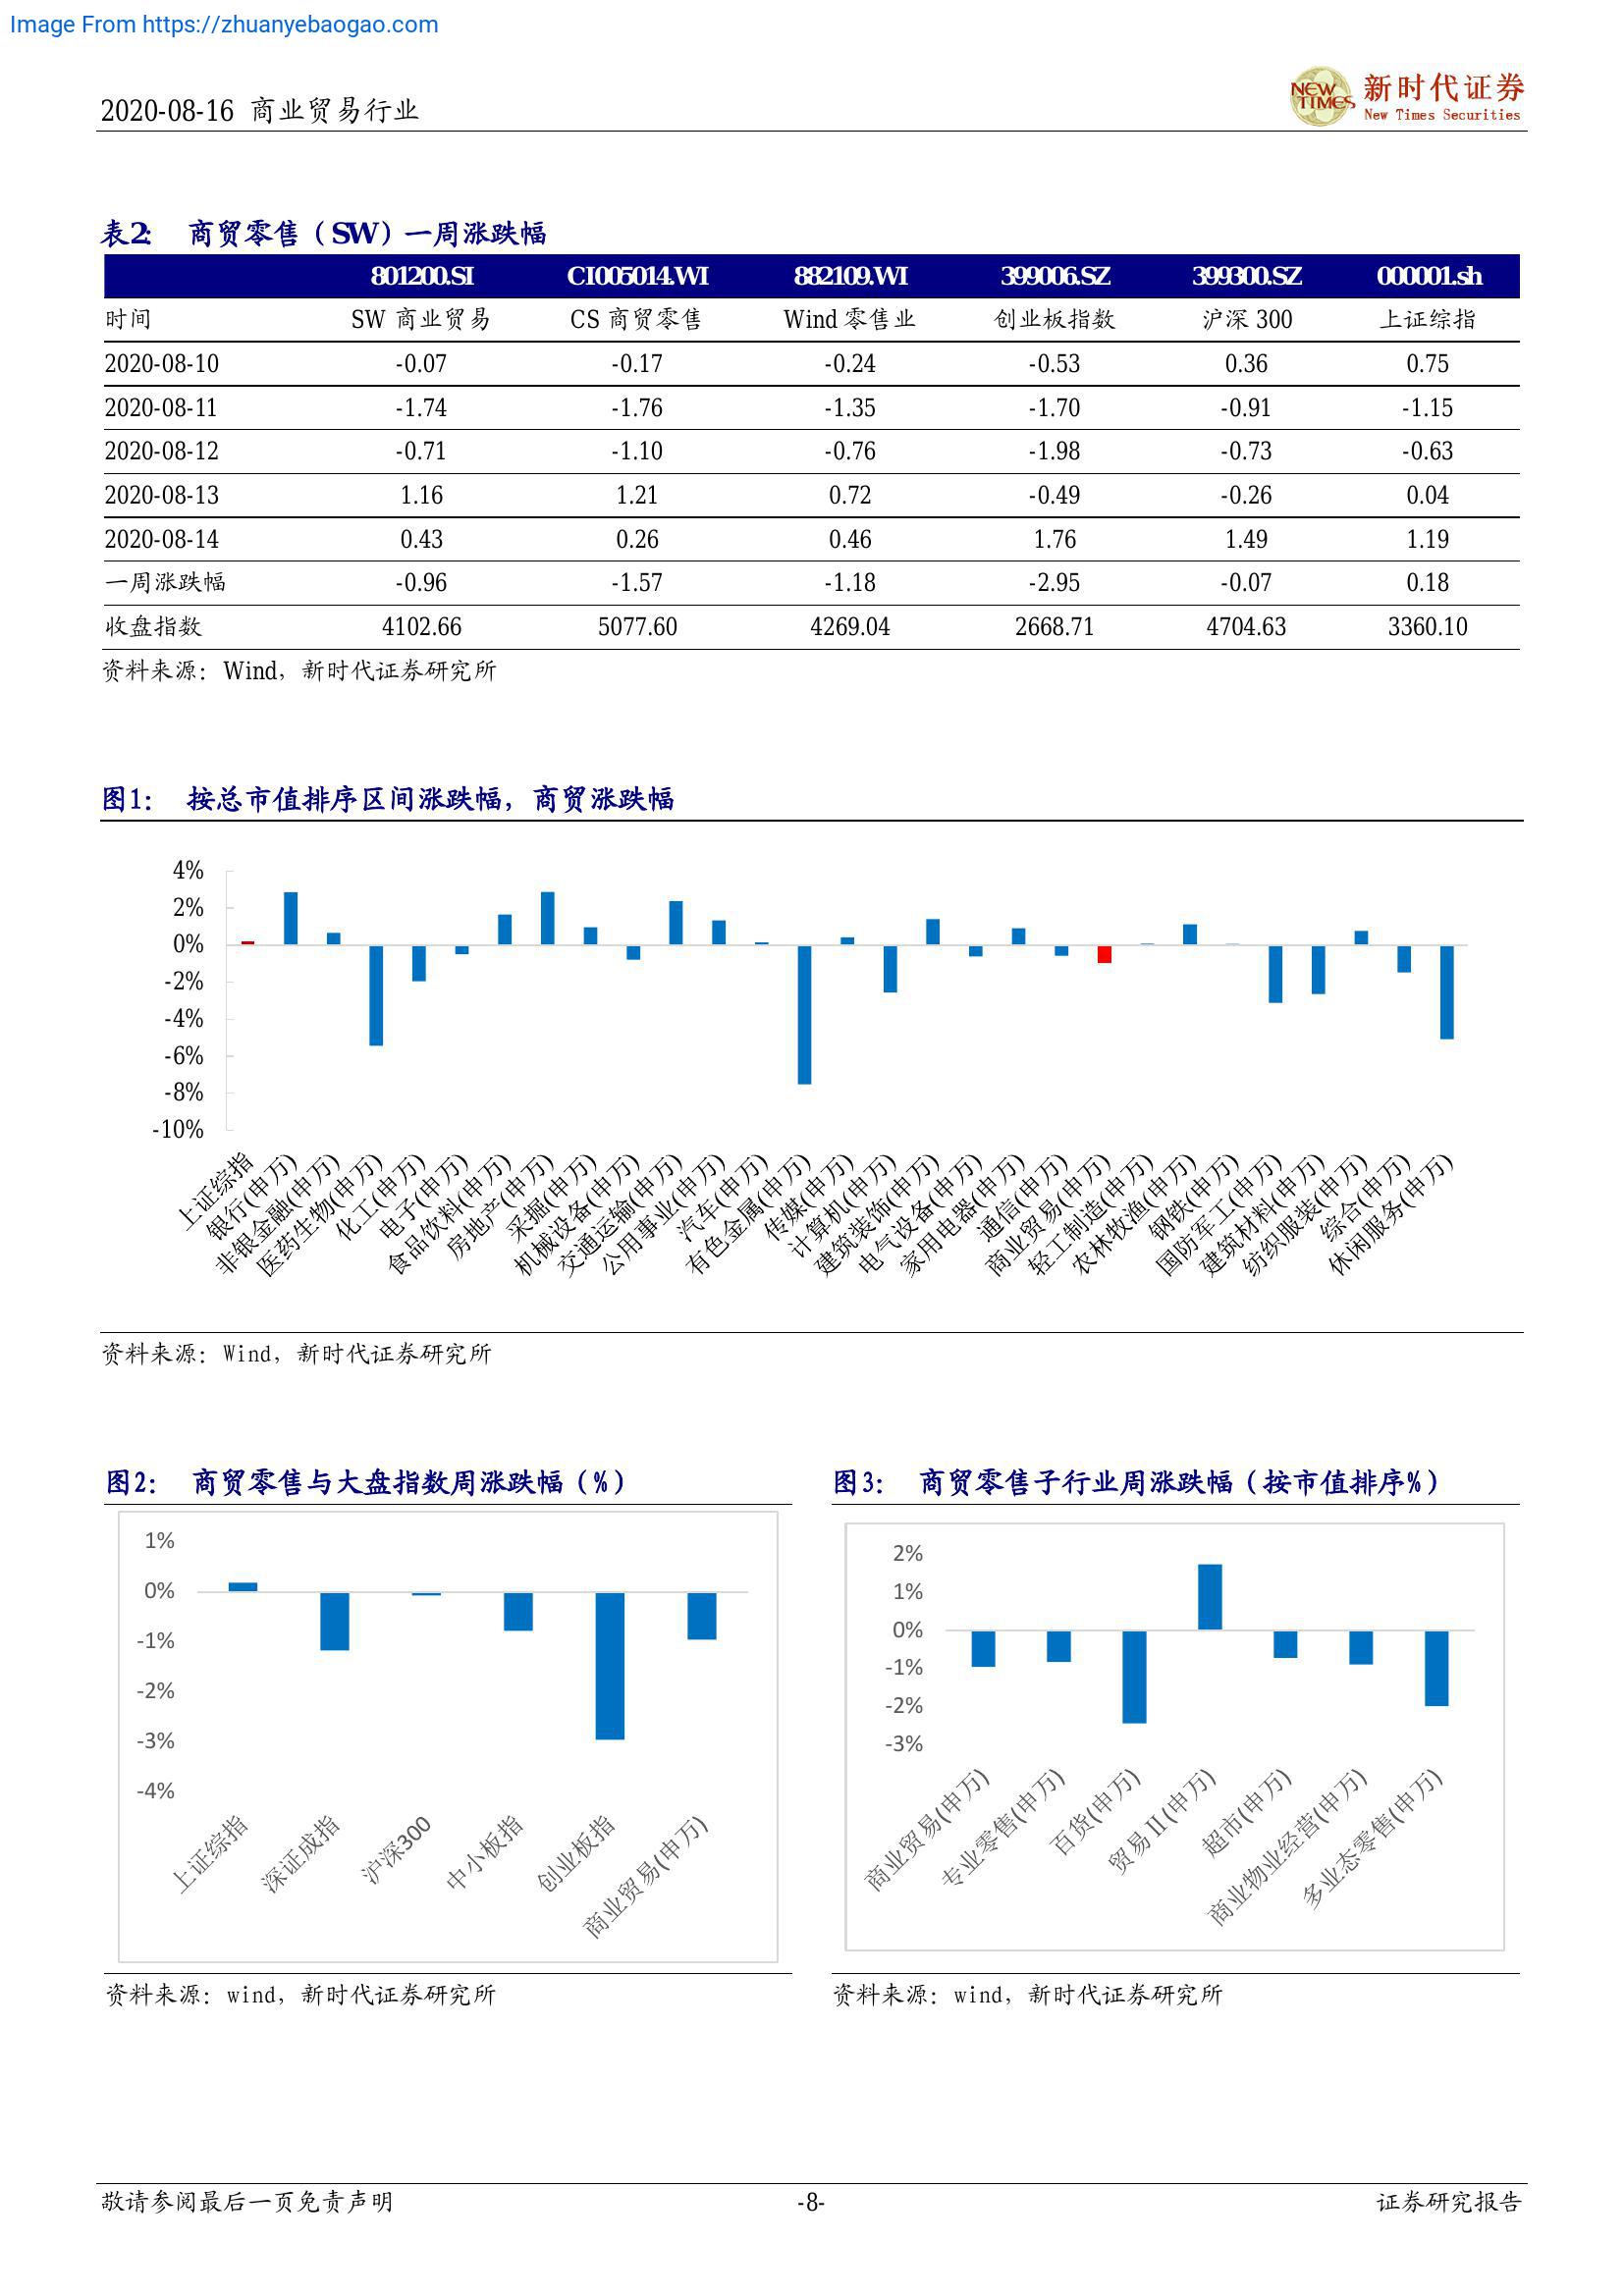 Image From https://zhuanyebaogao.com
2020-08-16 商业贸易行业
NEW TIMES 新时代证券
New Times Securities
表2: 商贸零售（SW）一周涨跌幅
801200.SI CI005014.WI 882109.WI 399006.SZ 399300.SZ 000001.sh
时间 SW 商业贸易 CS 商贸零售 Wind 零售业 创业板指数 沪深 300 上证综指
2020-08-10 -0.07 -0.17 -0.24 -0.53 0.36 0.75
2020-08-11 -1.74 -1.76 -1.35 -1.70 -0.91 -1.15
2020-08-12 -0.71 -1.10 -0.76 -1.98 -0.73 -0.63
2020-08-13 1.16 1.21 0.72 -0.49 -0.26 0.04
2020-08-14 0.43 0.26 0.46 1.76 1.49 1.19
一周涨跌幅 -0.96 -1.57 -1.18 -2.95 -0.07 0.18
收盘指数 4102.66 5077.60 4269.04 2668.71 4704.63 3360.10
资料来源：Wind，新时代证券研究所
图1： 按总市值排序区间涨跌幅，商贸涨跌幅
4%
2%
0%
-2%
-4%
-6%
-8%
-10%
上证综指
银行(申万)
非银金融(申万)
医药生物(申万)
化工(申万)
电子(申万)
食品饮料(申万)
房地产(申万)
采掘(申万)
机械设备(申万)
交通运输(申万)
公用事业(申万)
汽车(申万)
有色金属(申万)
传媒(申万)
计算机(申万)
建筑装饰(申万)
电气设备(申万)
家用电器(申万)
通信(申万)
商业贸易(申万)
轻工制造(申万)
农林牧渔(申万)
钢铁(申万)
国防军工(申万)
建筑材料(申万)
纺织服装(申万)
综合(申万)
休闲服务(申万)
资料来源：Wind，新时代证券研究所
图2： 商贸零售与大盘指数周涨跌幅（%）
1%
0%
-1%
-2%
-3%
-4%
上证综指
深证成指
沪深300
中小板指
创业板指
商业贸易(申万)
资料来源：wind，新时代证券研究所
图3： 商贸零售子行业周涨跌幅（按市值排序%）
2%
1%
0%
-1%
-2%
-3%
商业贸易(申万)
专业零售(申万)
百货(申万)
贸易Ⅱ(申万)
超市(申万)
商业物业经营(申万)
多业态零售(申万)
资料来源：wind，新时代证券研究所
敬请参阅最后一页免责声明 -8- 证券研究报告